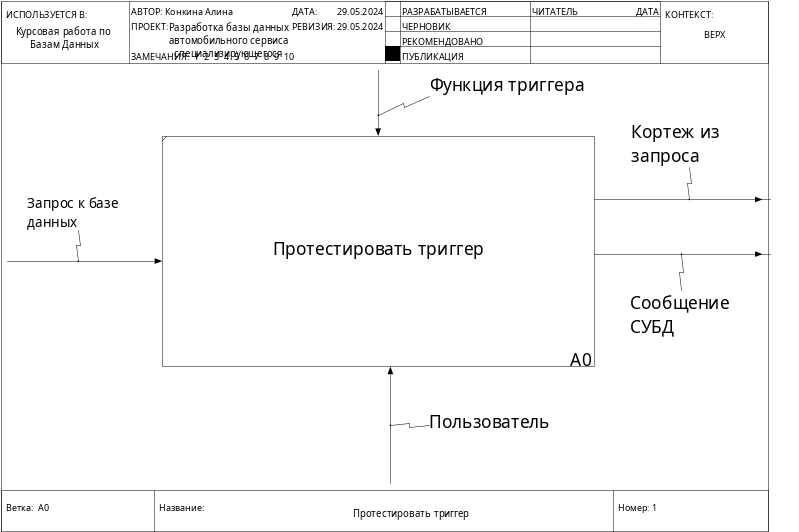 ИСПОЛЬЗУЕТСЯ В:
Курсовая работа по
Базам Данных
АВТОР: Конкина Алина
ДАТА: 29.05.2024
ПРОЕКТ: Разработка базы данных
автомобильного сервиса
специализирующегося
РЕВИЗИЯ: 29.05.2024
ЗАМЕЧАНИЯ: 1 2 3 4 5 6 7 8 9 10
РАЗРАБАТЫВАЕТСЯ
ЧЕРНОВИК
РЕКОМЕНДОВАНО
ПУБЛИКАЦИЯ
ЧИТАТЕЛЬ ДАТА
КОНТЕКСТ:
ВЕРХ
Функция триггера
Кортеж из
запроса
Запрос к базе
данных
Протестировать триггер
Сообщение
СУБД
A0
Пользователь
Ветка: A0
Название:
Протестировать триггер
Номер: 1